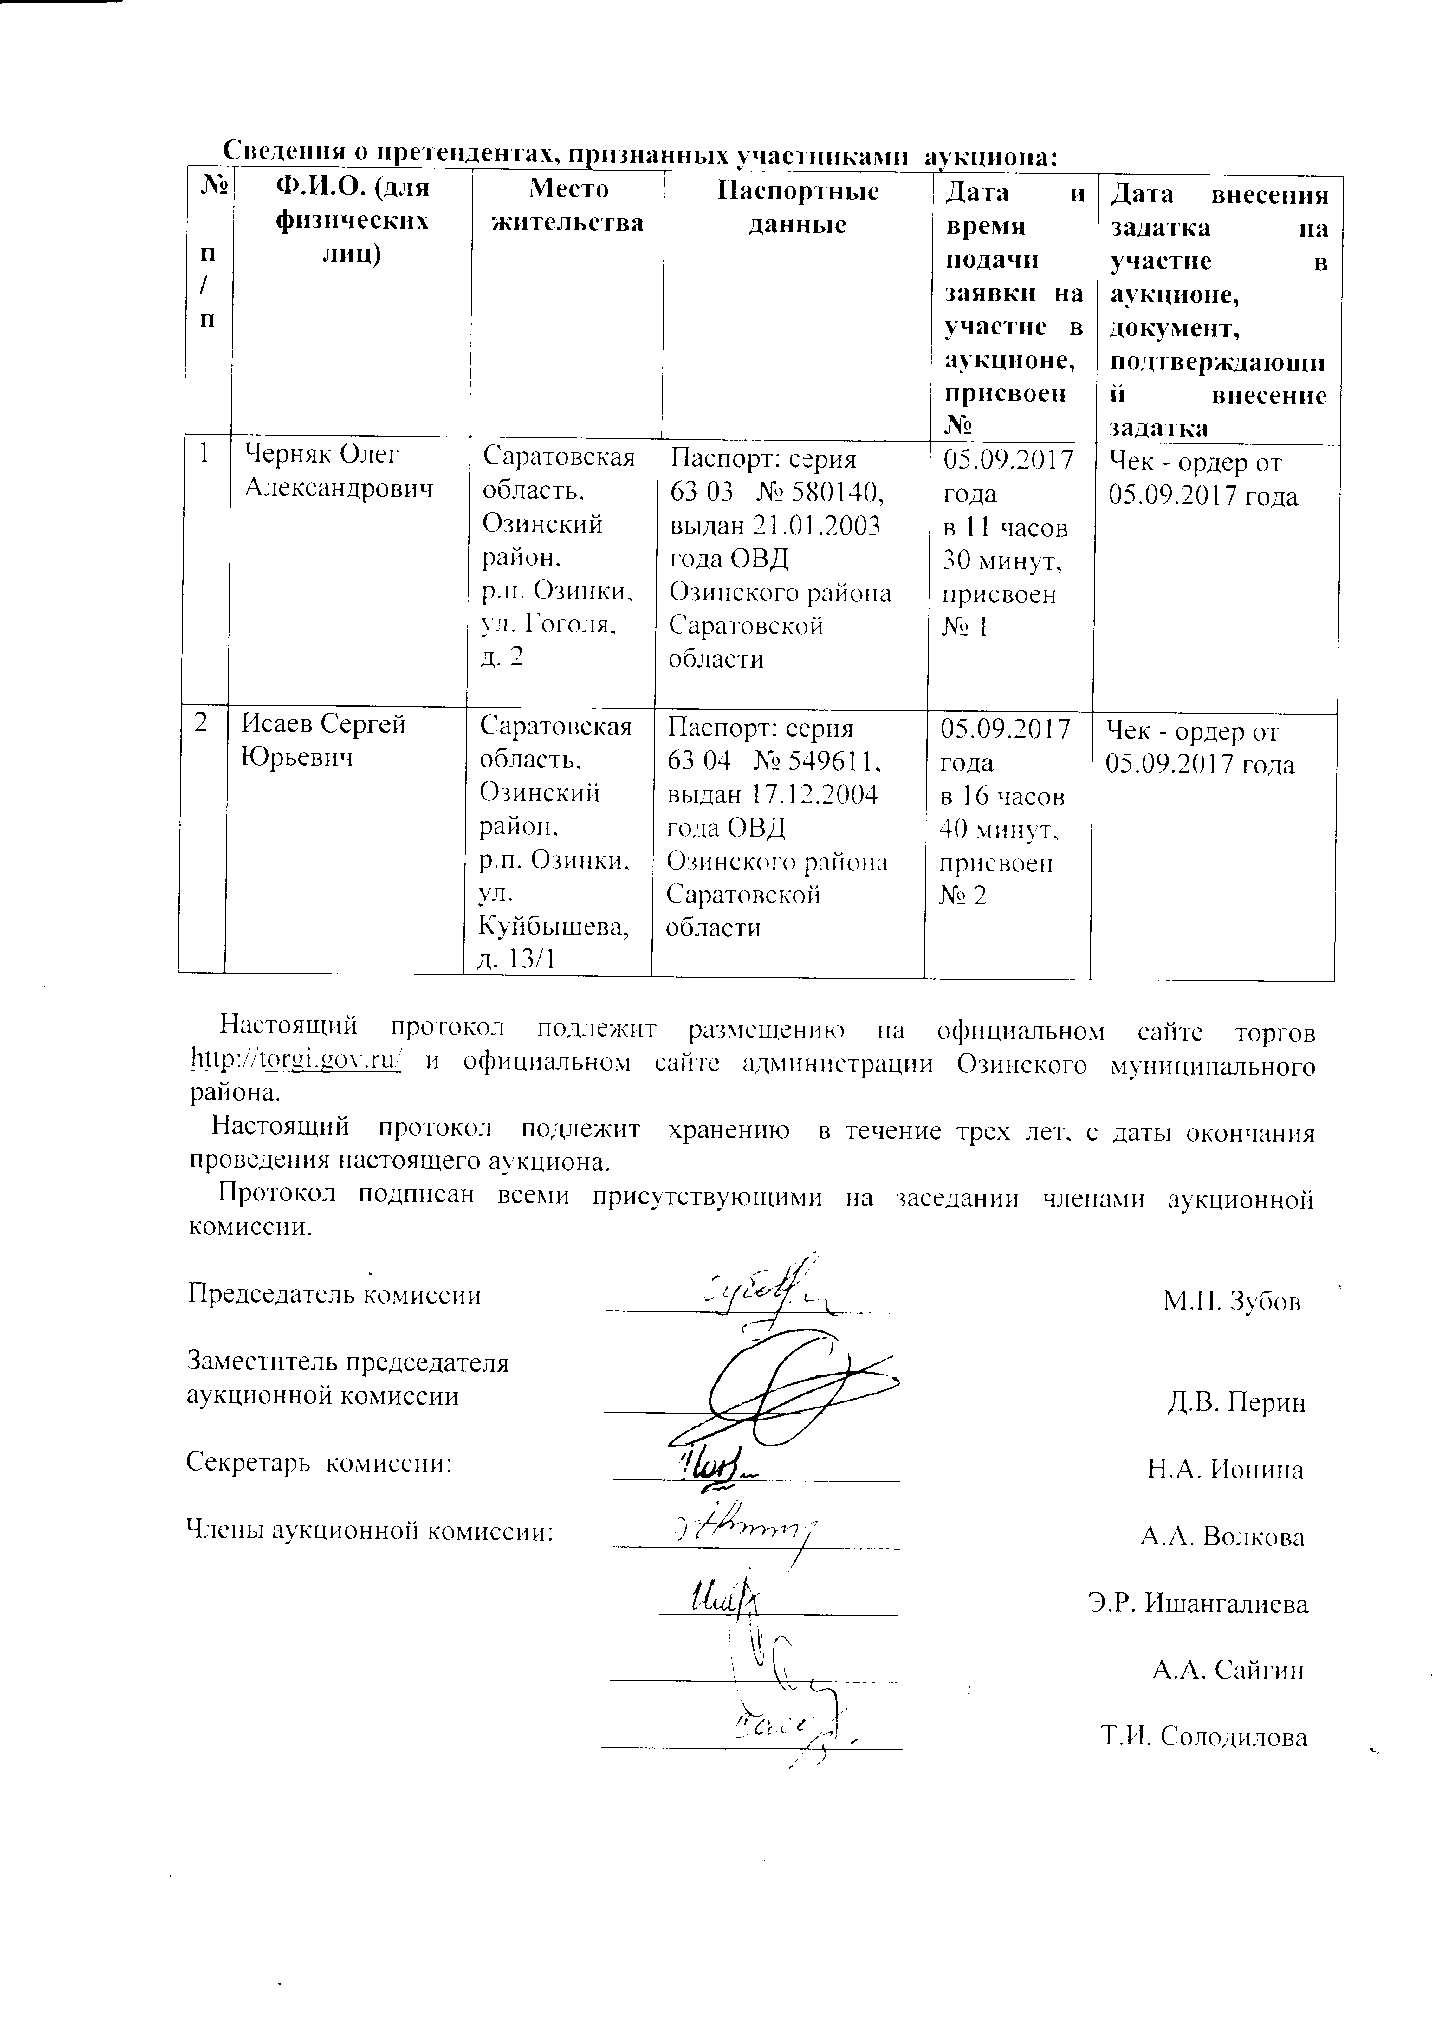 Сведения о претендентах, признанных участниками аукциона:
№ п/п
Ф.И.О. (для физических лиц)
Место жительства
Паспортные данные
Дата и время подачи заявки на участие в аукционе, присвоен №
Дата внесения задатка на участие в аукционе, документ, подтверждающий внесение задатка
1
Черняк Олег
Александрович
Саратовская
область,
Озинский
район,
р.п. Озинки,
ул. Гоголя,
д. 2
Паспорт: серия
63 03 № 580140,
выдан 21.01.2003
года ОВД
Озинского района
Саратовской
области
05.09.2017
года
в 11 часов
30 минут,
присвоен
№ 1
Чек - ордер от
05.09.2017 года
2
Исаев Сергей
Юрьевич
Саратовская
область,
Озинский
район,
р.п. Озинки,
ул.
Куйбышева,
д. 13/1
Паспорт: серия
63 04 № 549611,
выдан 17.12.2004
года ОВД
Озинского района
Саратовской
области
05.09.2017
года
в 16 часов
40 минут,
присвоен
№ 2
Чек - ордер от
05.09.2017 года
Настоящий протокол подлежит размещению на официальном сайте торгов
http://torgi.gov.ru/ и официальном сайте администрации Озинского муниципального
района.
Настоящий протокол подлежит хранению в течение трех лет, с даты окончания
проведения настоящего аукциона.
Протокол подписан всеми присутствующими на заседании членами аукционной
комиссии.
Председатель комиссии М.П. Зубов
Заместитель председателя
аукционной комиссии Д.В. Перин
Секретарь комиссии: Н.А. Ионина
Члены аукционной комиссии: А.А. Волкова
Э.Р. Ишангалиева
А.А. Сайгин
Т.И. Солодилова